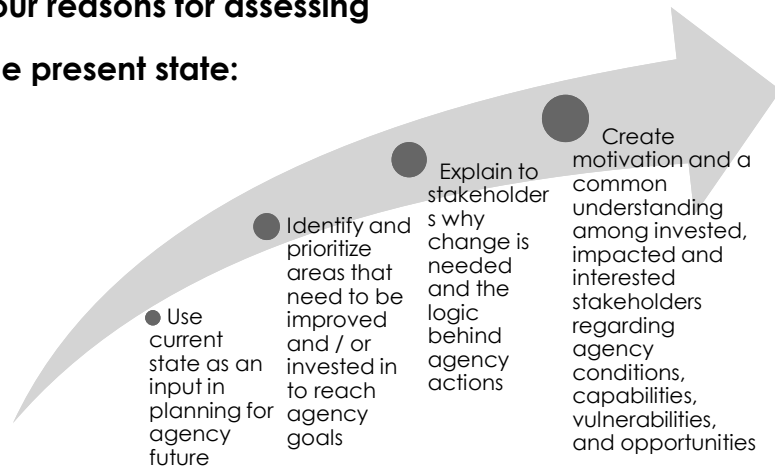 our reasons for assessing
e present state:
Use
current
state as an
input in
planning for
agency
future
Identify and
prioritize
areas that
need to be
improved
and / or
invested in
to reach
agency
goals
Explain to
stakeholder
s why
change is
needed
and the
logic
behind
agency
actions
Create
motivation and a
common
understanding
among invested,
impacted and
interested
stakeholders
regarding
agency
conditions,
capabilities,
vulnerabilities,
and opportunities